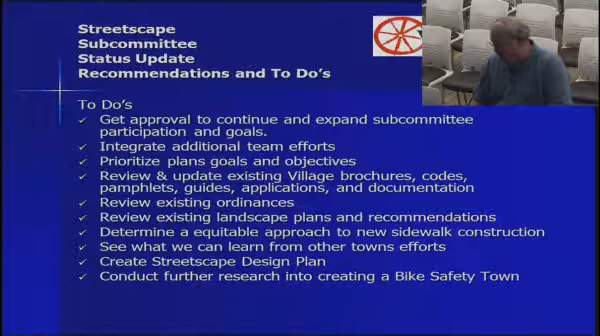 Streetscape
Subcommittee
Status Update
Recommendations and To Do's
To Do's
Get approval to continue and expand subcommittee
participation and goals.
Integrate additional team efforts
Prioritize plans goals and objectives
Review & update existing Village brochures, codes,
pamphlets, guides, applications, and documentation
Review existing ordinances
Review existing landscape plans and recommendations
Determine a equitable approach to new sidewalk construction
See what we can learn from other towns efforts
Create Streetscape Design Plan
Conduct further research into creating a Bike Safety Town